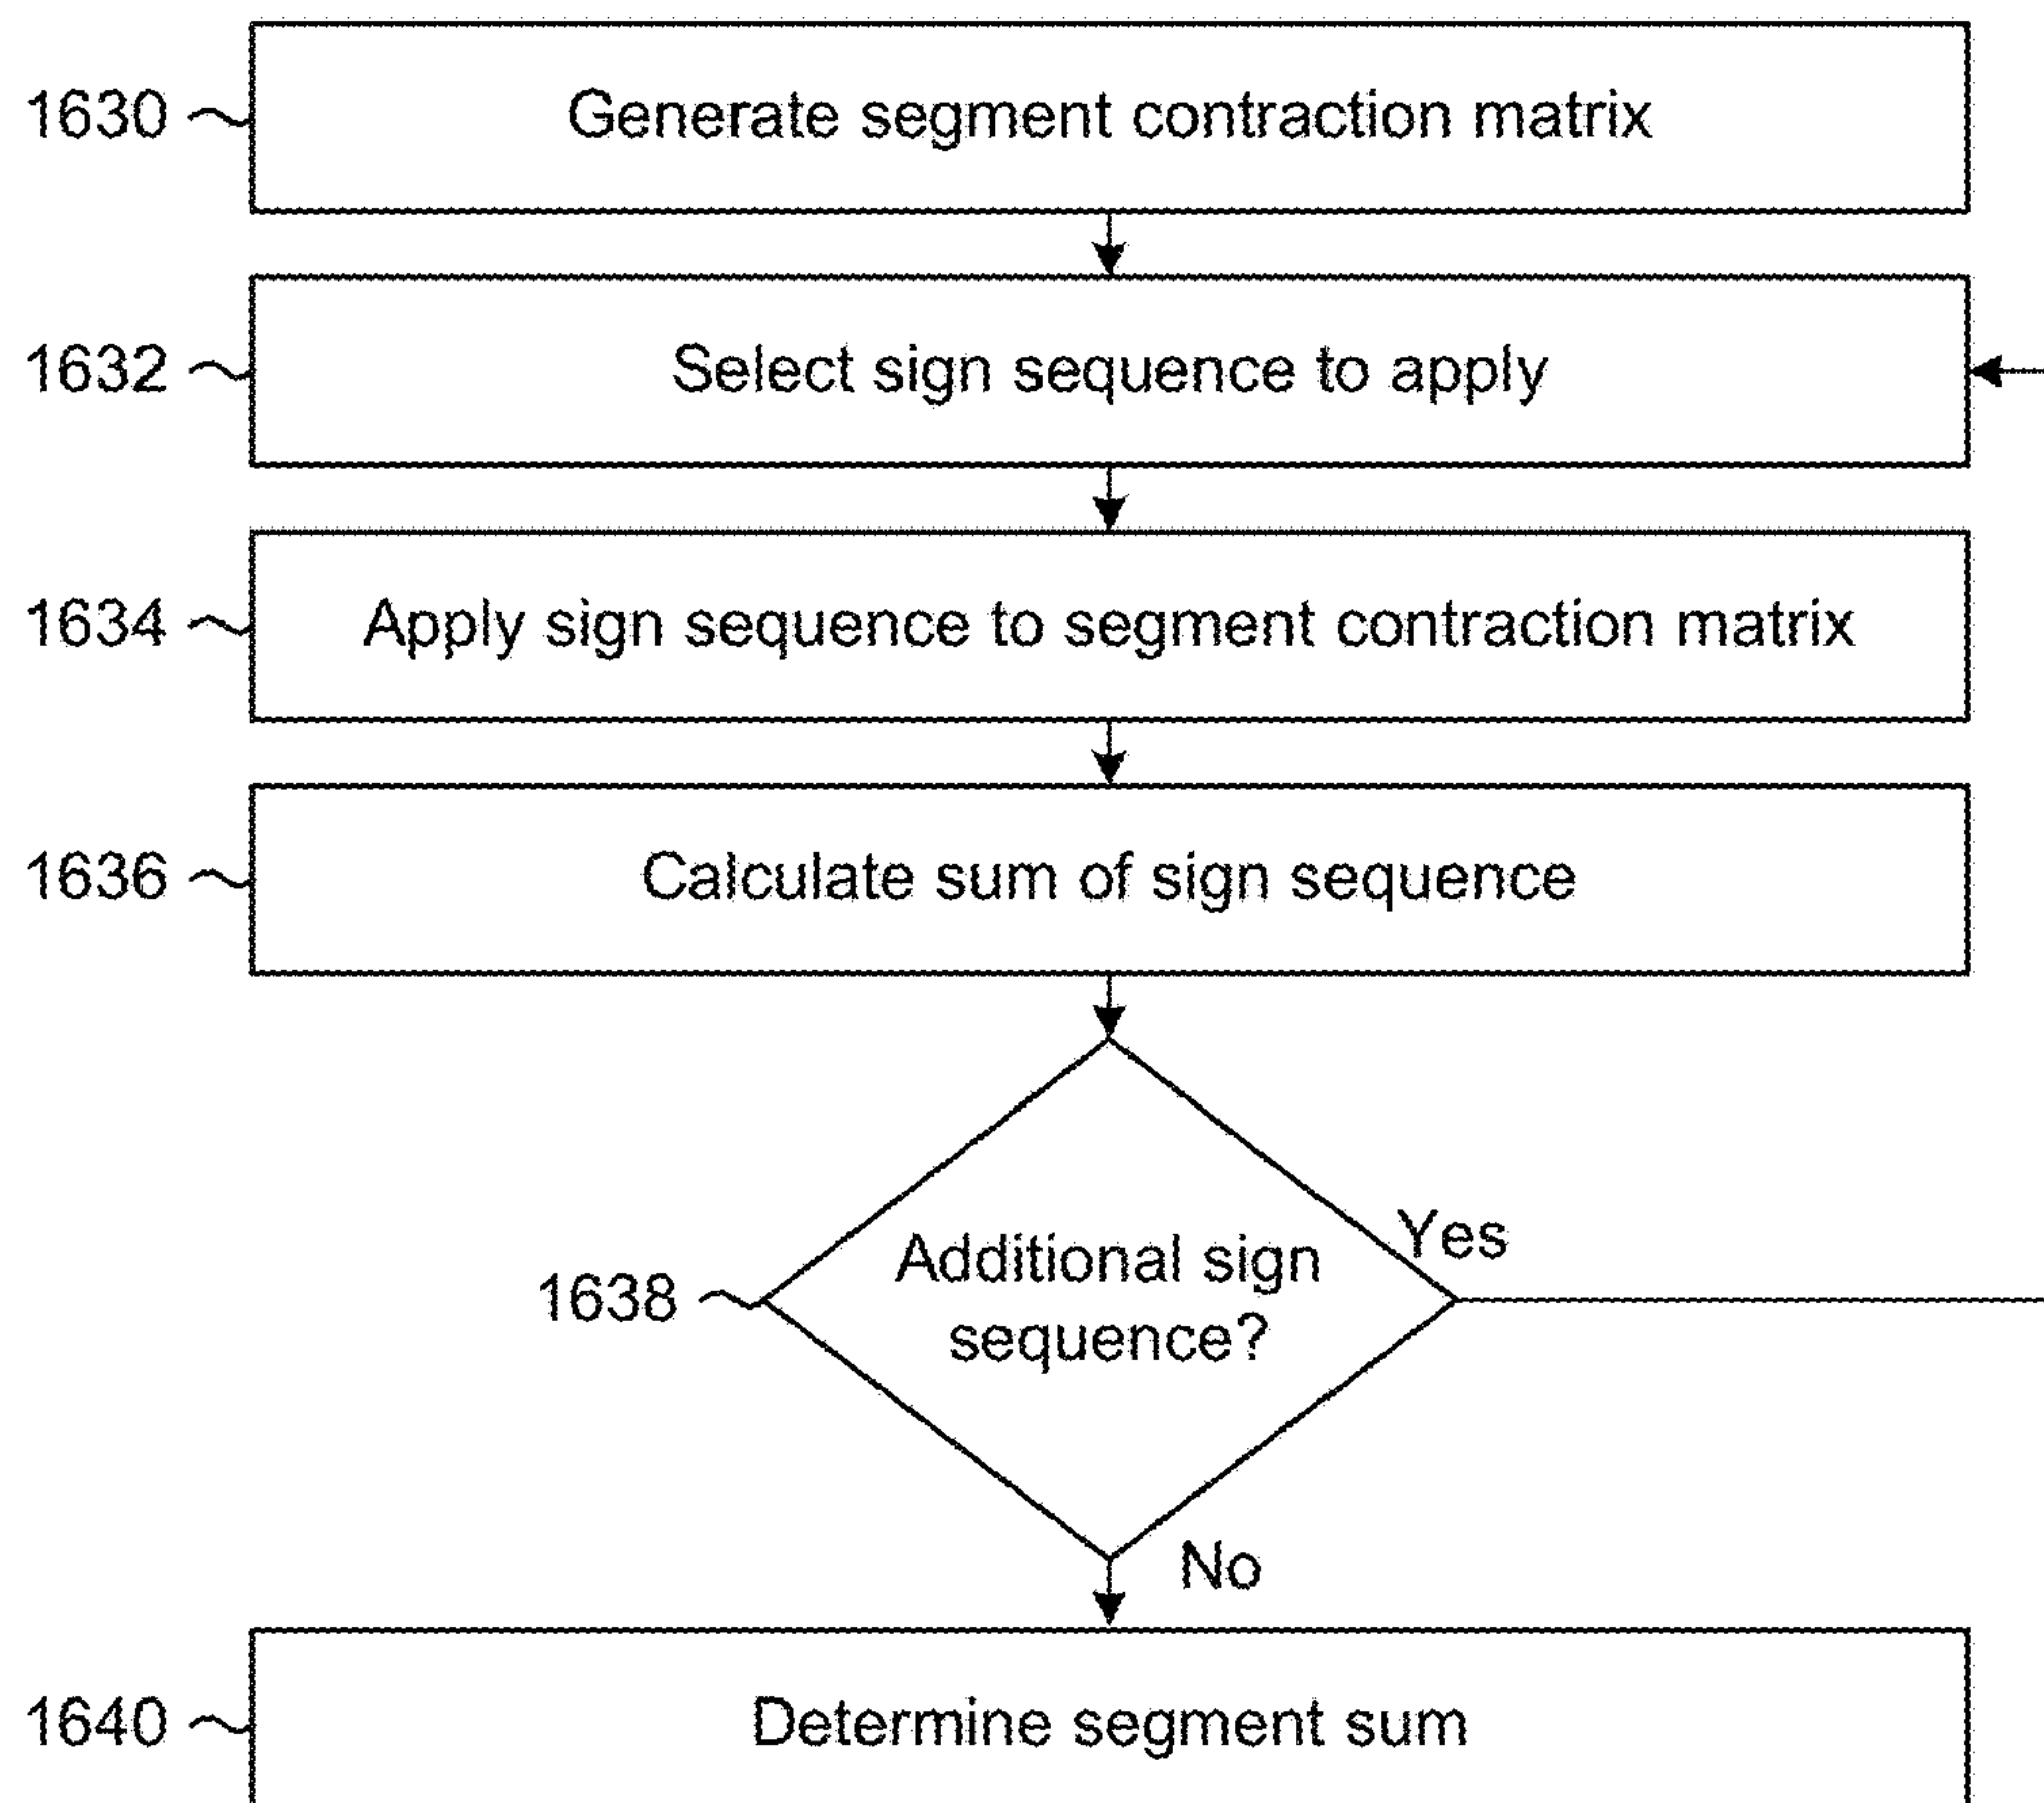 1630
Generate segment contraction matrix
1632
Select sign sequence to apply
1634
Apply sign sequence to segment contraction matrix
1636
Calculate sum of sign sequence
Yes
Additional sign
1638
sequence?
No
1640
Determine segment sum